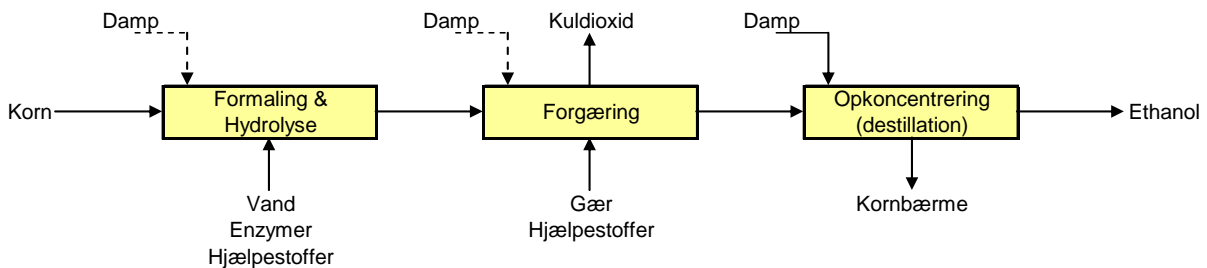 Damp
Damp
Kuldioxid
Damp
Korn
Formaling &
Hydrolyse
Forgæring
Opkoncentrering
(destillation)
Ethanol
Vand
Enzymer
Hjælpestoffer
Gær
Hjælpestoffer
Kornbærme